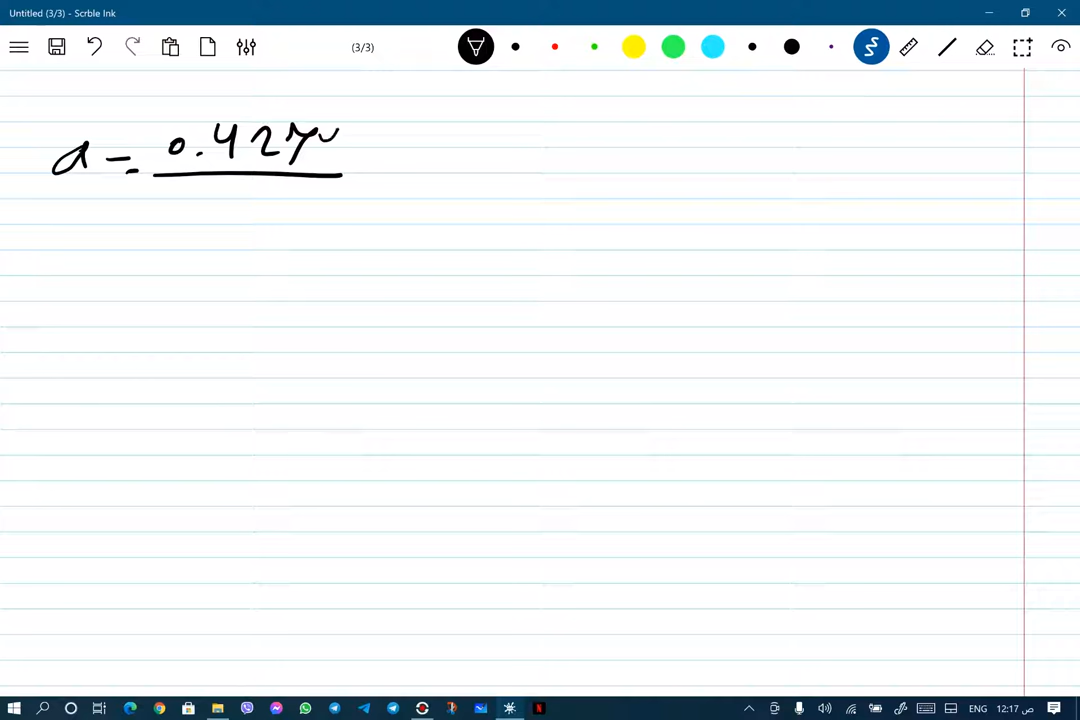 Untitled (3/3) - Scrble Ink
(3/3)
a = 0.427
ENG
12:17 ص